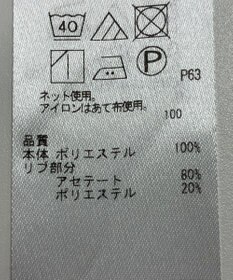 40
P
P63
ネット使用。
アイロンはあて布使用。
100
品質
本体 ポリエステル 100%
リブ部分
アセテート 80%
ポリエステル 20%